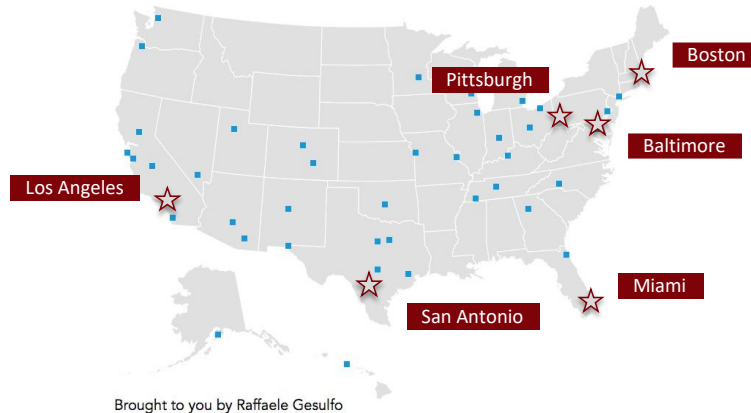 Boston
Pittsburgh
Baltimore
Los Angeles
Miami
San Antonio
Brought to you by Raffaele Gesulfo